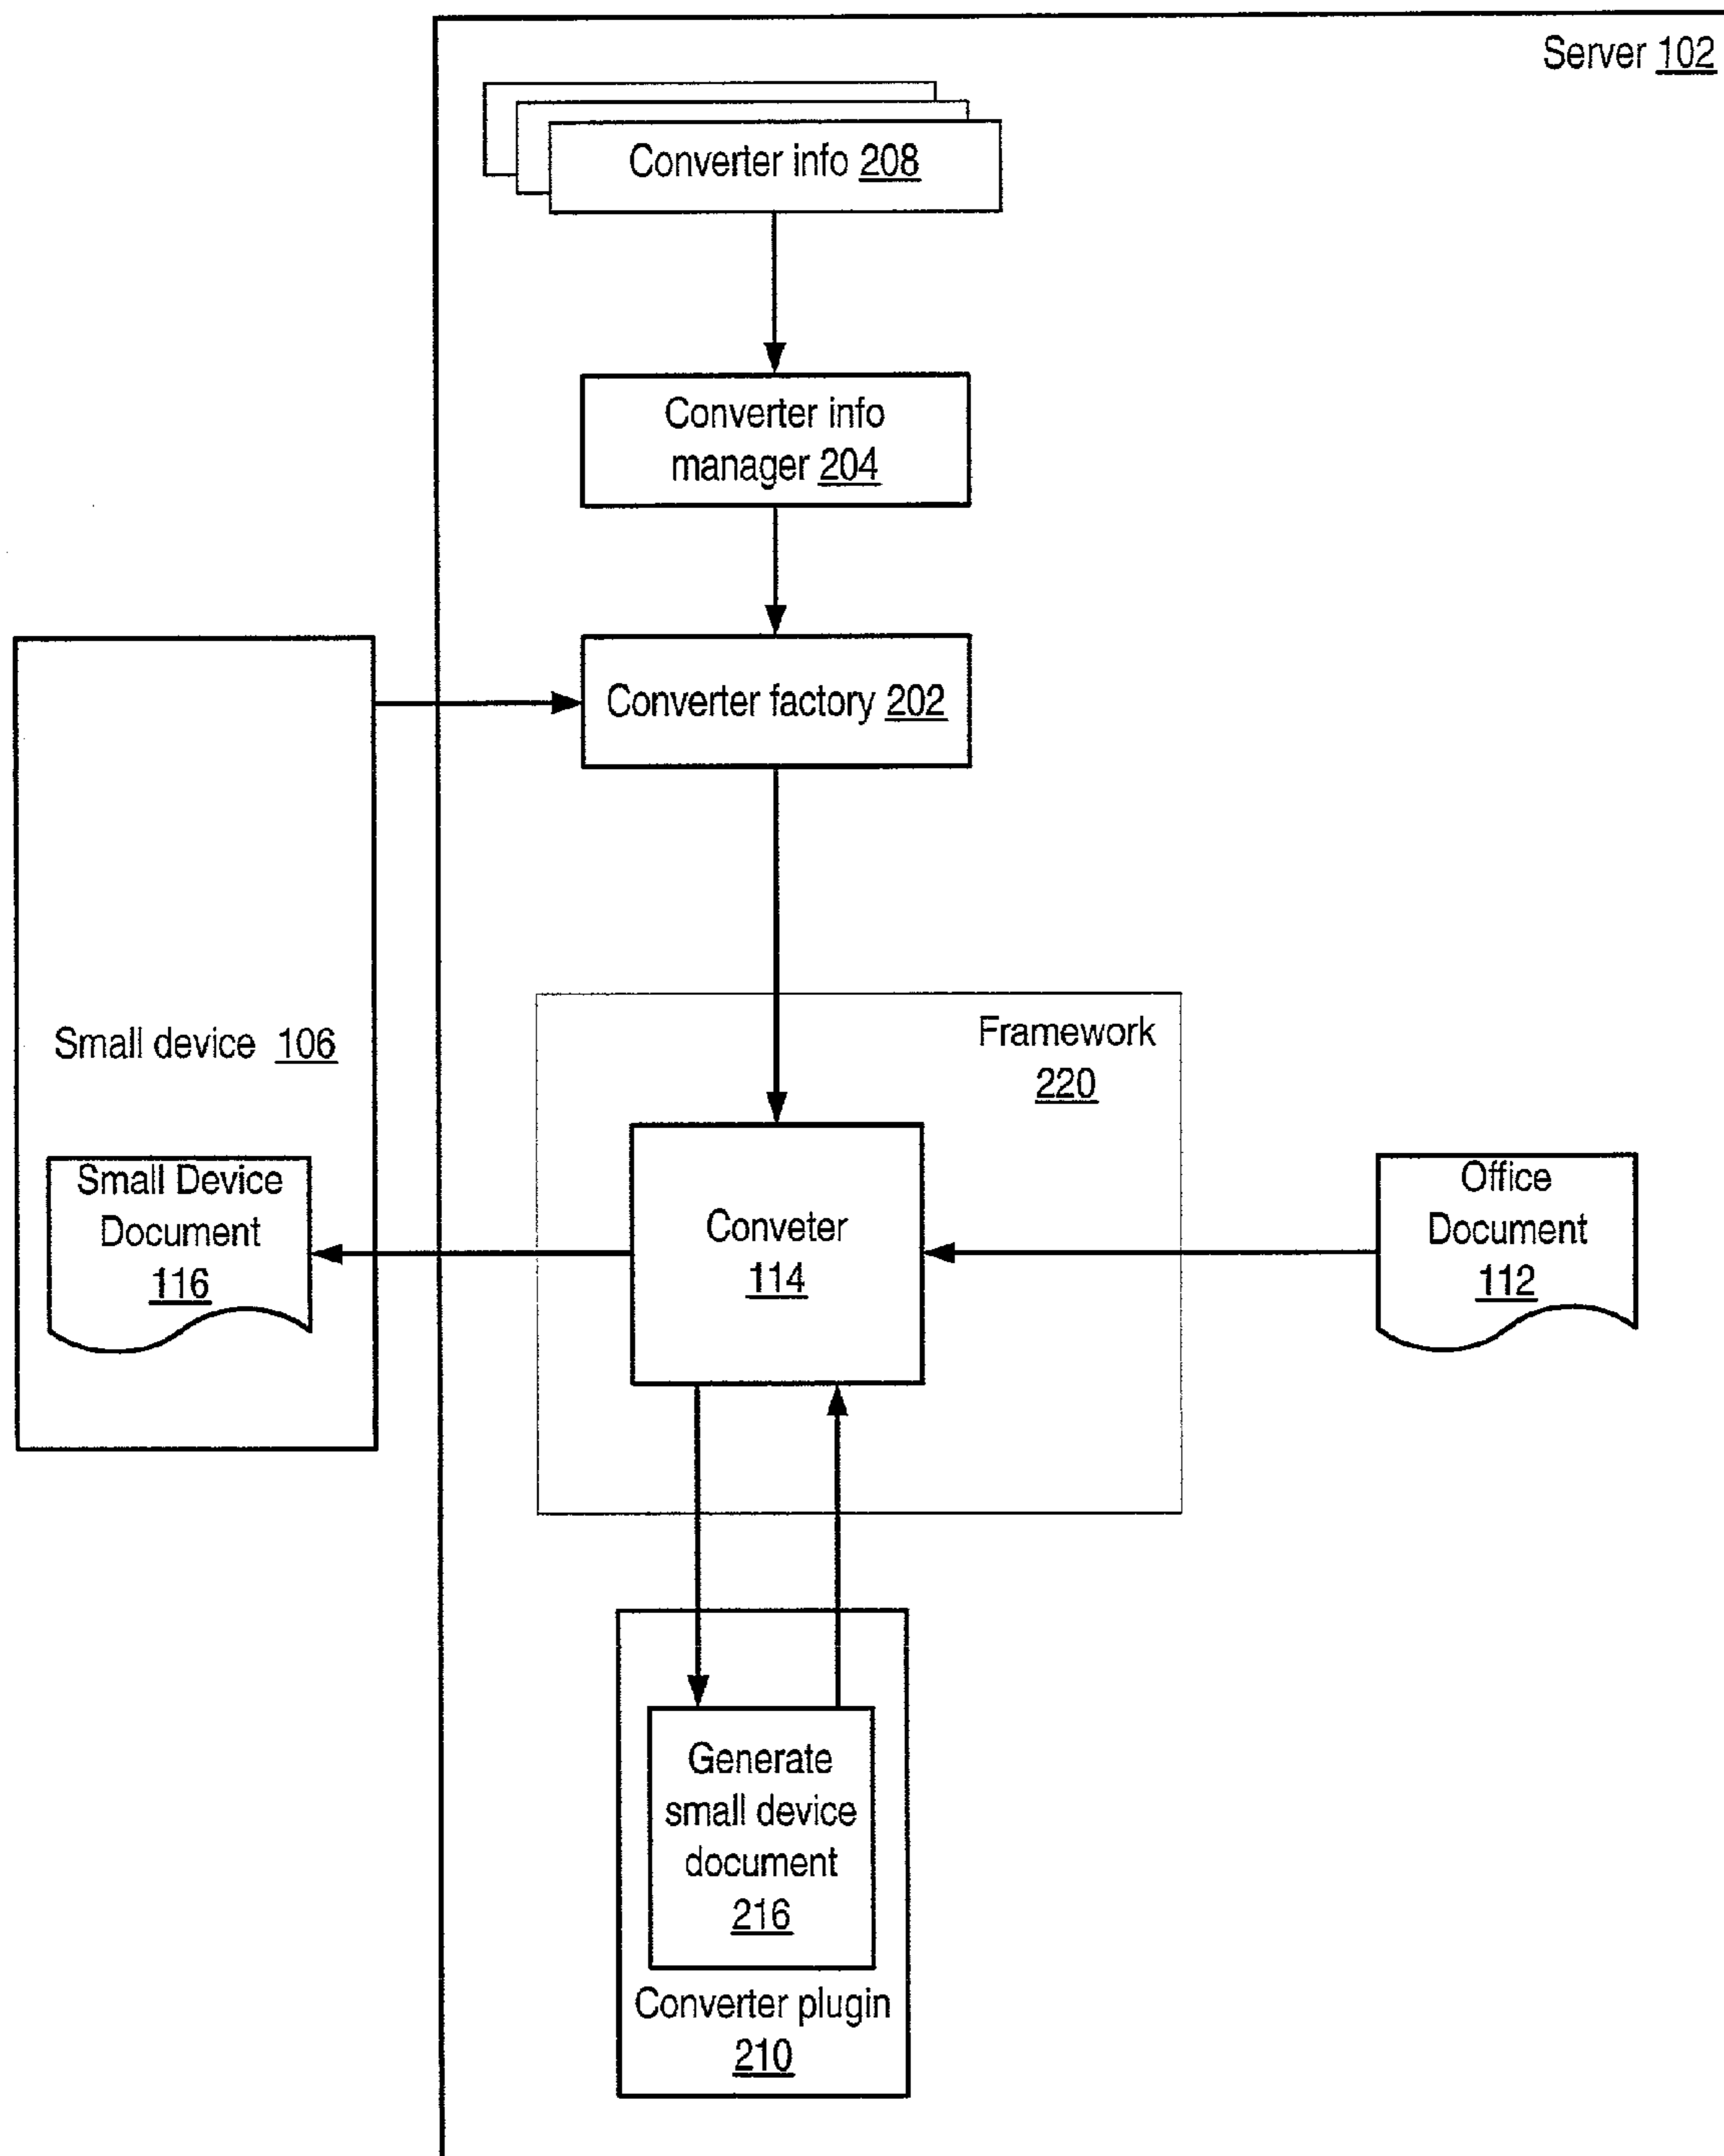 Server 102
Converter info 208
Converter info
manager 204
Converter factory 202
Small device 106
Framework
220
Small Device
Document
116
Conveter
114
Office
Document
112
Generate
small device
document
216
Converter plugin
210